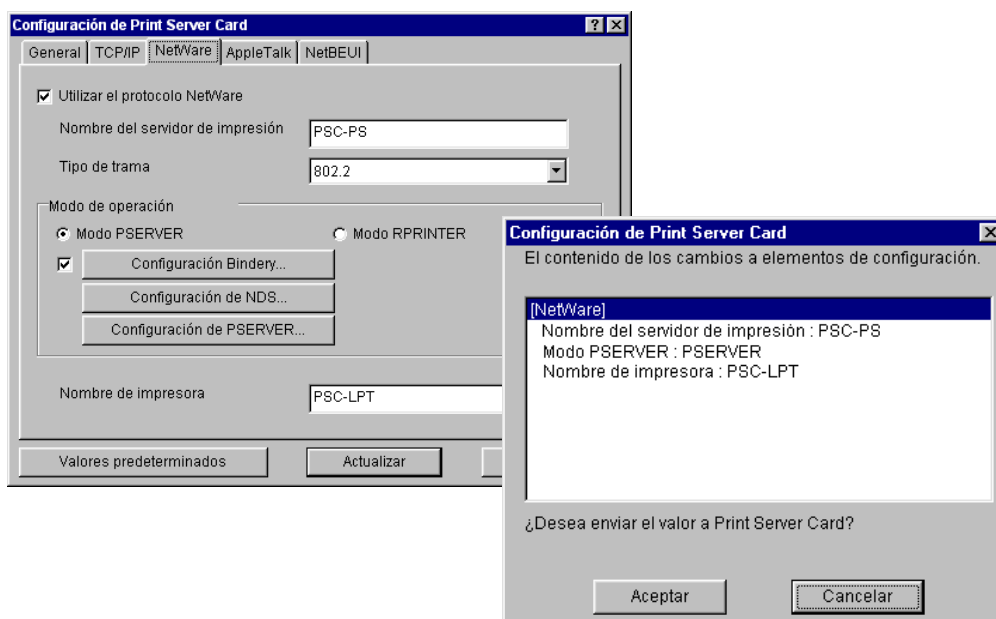 Configuración de Print Server Card
General TCP/IP NetWare AppleTalk NetBEUI
Utilizar el protocolo NetWare
Nombre del servidor de impresión PSC-PS
Tipo de trama 802.2
Modo de operación
Modo PSERVER Modo RPRINTER
Configuración Bindery...
Configuración de NDS...
Configuración de PSERVER...
Nombre de impresora PSC-LPT
Valores predeterminados Actualizar
Configuración de Print Server Card
El contenido de los cambios a elementos de configuración.
[NetWare]
Nombre del servidor de impresión : PSC-PS
Modo PSERVER : PSERVER
Nombre de impresora : PSC-LPT
¿Desea enviar el valor a Print Server Card?
Aceptar Cancelar